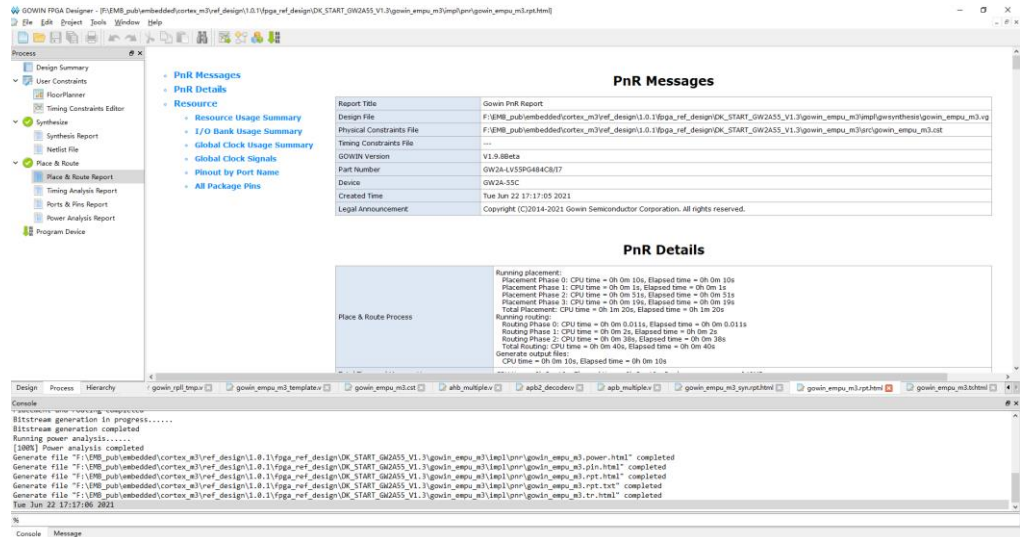 GOWIN FPGA Designer - [F:\EMB_pub\embedded\cortex_m3\ref_design\1.0.1\fpga_ref_design\DK_START_GW2A55_V1.3\gowin_empu_m3\impl\pnr\gowin_empu_m3.rpt.html]
File Edit Project Tools Window Help
Process
Design Summary
User Constraints
FloorPlanner
Timing Constraints Editor
Synthesize
Synthesis Report
Netlist File
Place & Route
Place & Route Report
Timing Analysis Report
Ports & Pins Report
Power Analysis Report
Program Device
PnR Messages
PnR Details
Resource
Resource Usage Summary
I/O Bank Usage Summary
Global Clock Usage Summary
Global Clock Signals
Pinout by Port Name
All Package Pins
PnR Messages
Report Title Gowin PnR Report
Design File F:\EMB_pub\embedded\cortex_m3\ref_design\1.0.1\fpga_ref_design\DK_START_GW2A55_V1.3\gowin_empu_m3\impl\gwsynthesis\gowin_empu_m3.vg
Physical Constraints File F:\EMB_pub\embedded\cortex_m3\ref_design\1.0.1\fpga_ref_design\DK_START_GW2A55_V1.3\gowin_empu_m3\src\gowin_empu_m3.cst
Timing Constraints File ---
GOWIN Version V1.9.8Beta
Part Number GW2A-LV55PG484C8/I7
Device GW2A-55C
Created Time Tue Jun 22 17:17:05 2021
Legal Announcement Copyright (C)2014-2021 Gowin Semiconductor Corporation. All rights reserved.
PnR Details
Place & Route Process
Running placement:
Placement Phase 0: CPU time = 0h 0m 10s, Elapsed time = 0h 0m 10s
Placement Phase 1: CPU time = 0h 0m 1s, Elapsed time = 0h 0m 1s
Placement Phase 2: CPU time = 0h 0m 51s, Elapsed time = 0h 0m 51s
Placement Phase 3: CPU time = 0h 0m 19s, Elapsed time = 0h 0m 19s
Total Placement: CPU time = 0h 1m 20s, Elapsed time = 0h 1m 20s
Running routing:
Routing Phase 0: CPU time = 0h 0m 0.011s, Elapsed time = 0h 0m 0.011s
Routing Phase 1: CPU time = 0h 0m 2s, Elapsed time = 0h 0m 2s
Routing Phase 2: CPU time = 0h 0m 38s, Elapsed time = 0h 0m 38s
Total Routing: CPU time = 0h 0m 40s, Elapsed time = 0h 0m 40s
Generate output files:
CPU time = 0h 0m 10s, Elapsed time = 0h 0m 10s
Design Process Hierarchy gowin_rpll_tmp.v gowin_empu_m3_template.v gowin_empu_m3.cst ahb_multiple.v apb2_decoder.v apb_multiple.v gowin_empu_m3_syn.rpt.html gowin_empu_m3.rpt.html gowin_empu_m3.tr.html
Console
Placement and routing completed
Bitstream generation in progress......
Bitstream generation completed
Running power analysis......
[100%] Power analysis completed
Generate file "F:\EMB_pub\embedded\cortex_m3\ref_design\1.0.1\fpga_ref_design\DK_START_GW2A55_V1.3\gowin_empu_m3\impl\pnr\gowin_empu_m3.power.html" completed
Generate file "F:\EMB_pub\embedded\cortex_m3\ref_design\1.0.1\fpga_ref_design\DK_START_GW2A55_V1.3\gowin_empu_m3\impl\pnr\gowin_empu_m3.pin.html" completed
Generate file "F:\EMB_pub\embedded\cortex_m3\ref_design\1.0.1\fpga_ref_design\DK_START_GW2A55_V1.3\gowin_empu_m3\impl\pnr\gowin_empu_m3.rpt.html" completed
Generate file "F:\EMB_pub\embedded\cortex_m3\ref_design\1.0.1\fpga_ref_design\DK_START_GW2A55_V1.3\gowin_empu_m3\impl\pnr\gowin_empu_m3.rpt.txt" completed
Generate file "F:\EMB_pub\embedded\cortex_m3\ref_design\1.0.1\fpga_ref_design\DK_START_GW2A55_V1.3\gowin_empu_m3\impl\pnr\gowin_empu_m3.tr.html" completed
Tue Jun 22 17:17:06 2021
%
Console Message